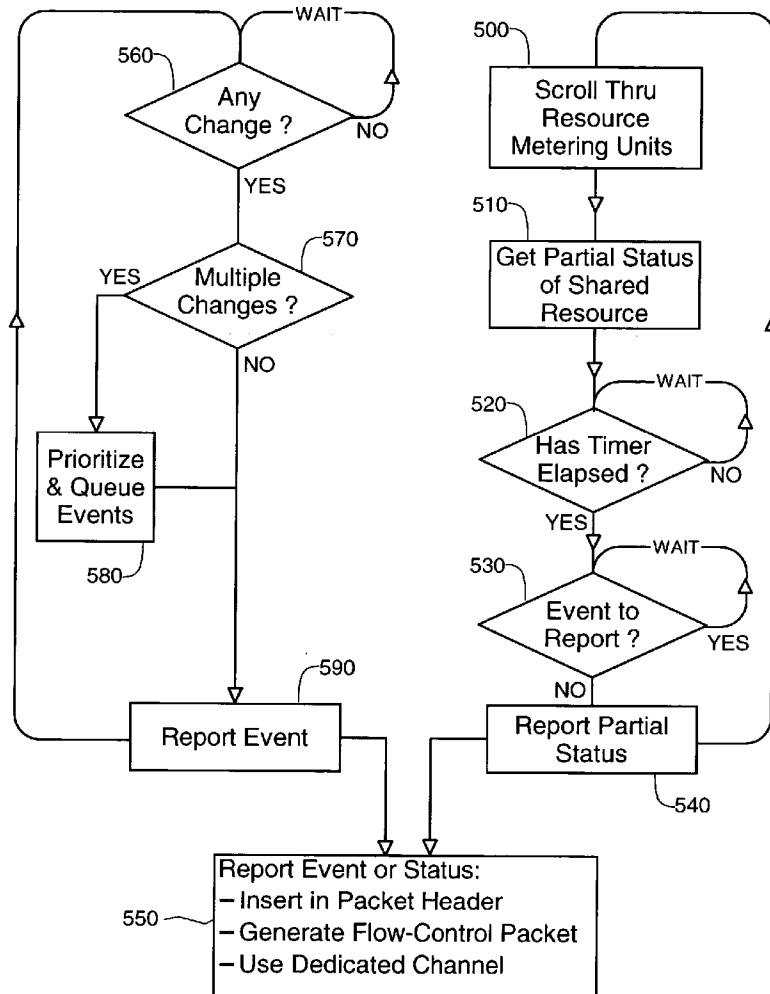 WAIT
560
Any
Change ?
NO
YES
570
YES
Multiple
Changes ?
NO
Prioritize
& Queue
Events
580
590
Report Event
500
Scroll Thru
Resource
Metering Units
510
Get Partial Status
of Shared
Resource
WAIT
520
Has Timer
Elapsed ?
NO
YES
WAIT
530
Event to
Report ?
YES
NO
Report Partial
Status
540
550
Report Event or Status:
– Insert in Packet Header
– Generate Flow-Control Packet
– Use Dedicated Channel